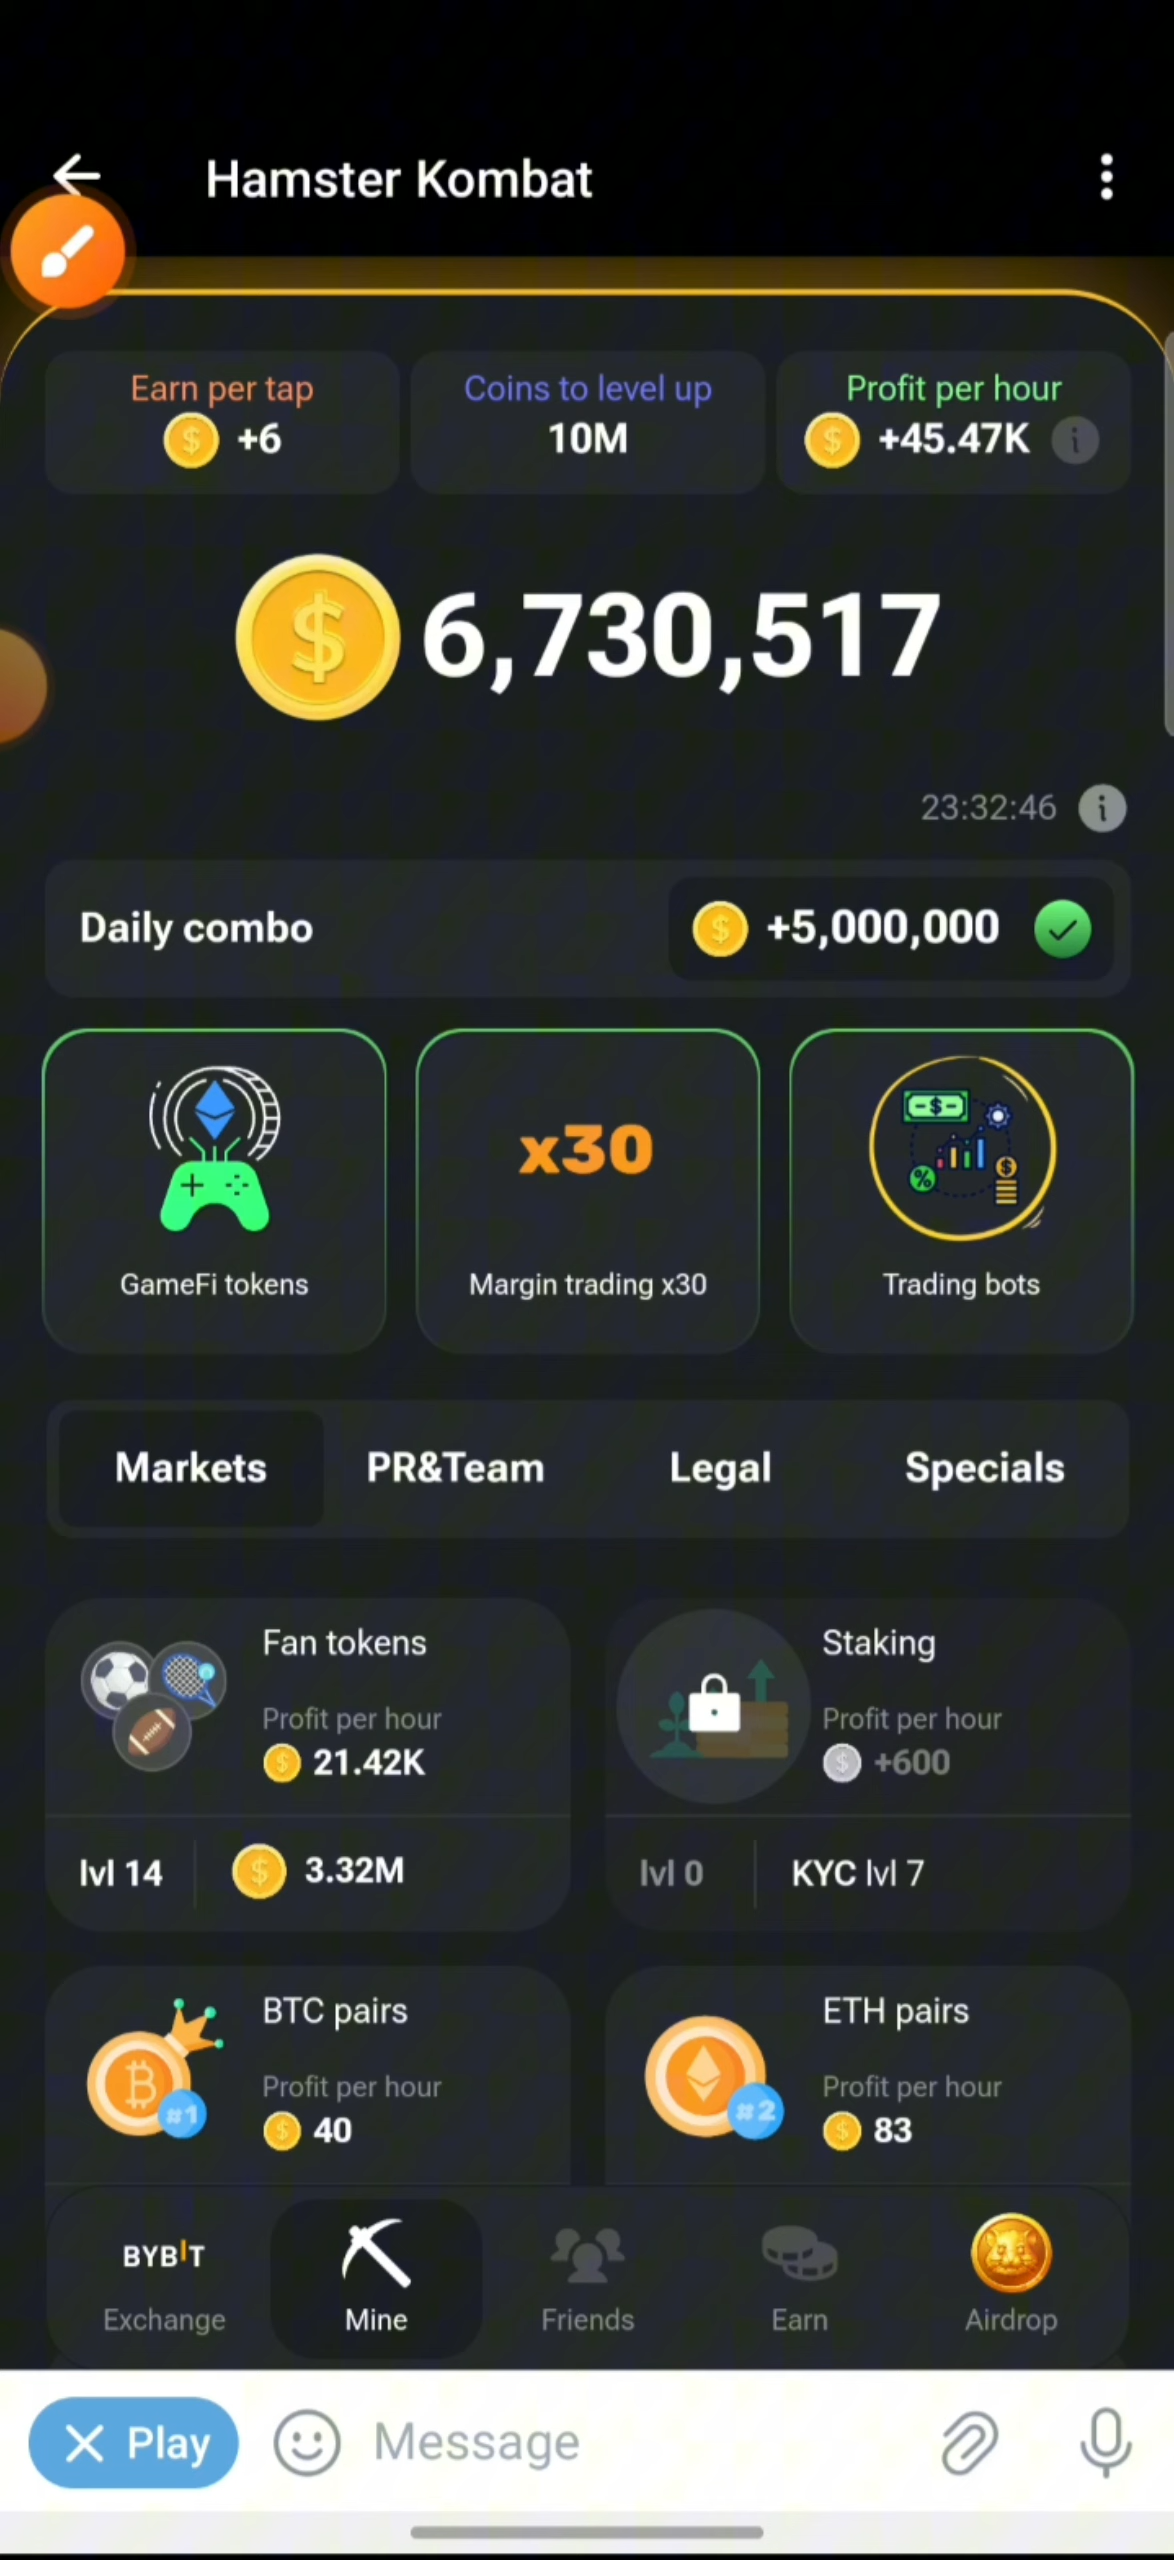 Hamster Kombat
Earn per tap
+6
Coins to level up
10M
Profit per hour
+45.47K
6,730,517
23:32:46
Daily combo
+5,000,000
GameFi tokens
x30
Margin trading x30
Trading bots
Markets PR&Team Legal Specials
Fan tokens
Profit per hour
21.42K
lvl 14
3.32M
Staking
Profit per hour
+600
lvl 0
KYC lvl 7
BTC pairs
#1
Profit per hour
40
ETH pairs
#2
Profit per hour
83
BYBIT
Exchange
Mine
Friends
Earn
Airdrop
Play
Message